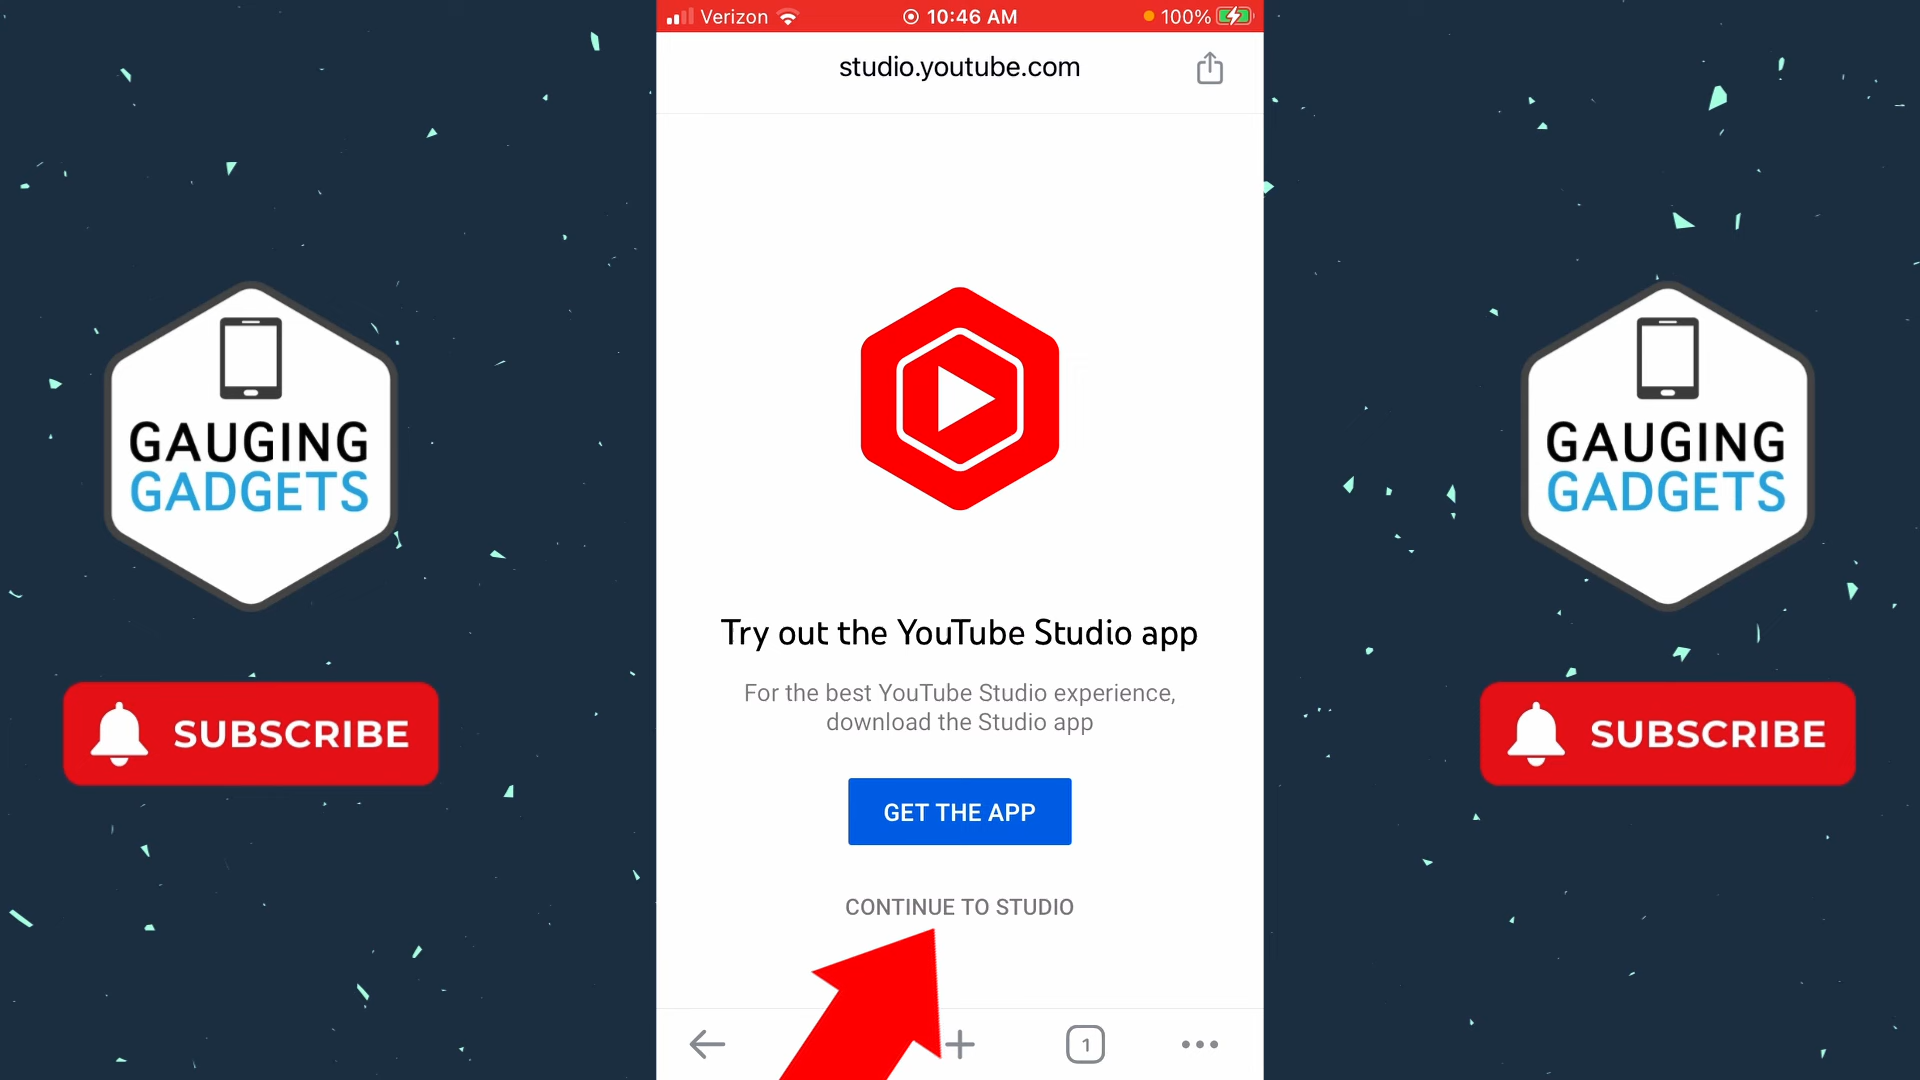 Verizon
10:46 AM
100%
studio.youtube.com
GAUGING
GADGETS
SUBSCRIBE
Try out the YouTube Studio app
For the best YouTube Studio experience,
download the Studio app
GET THE APP
CONTINUE TO STUDIO
1
GAUGING
GADGETS
SUBSCRIBE